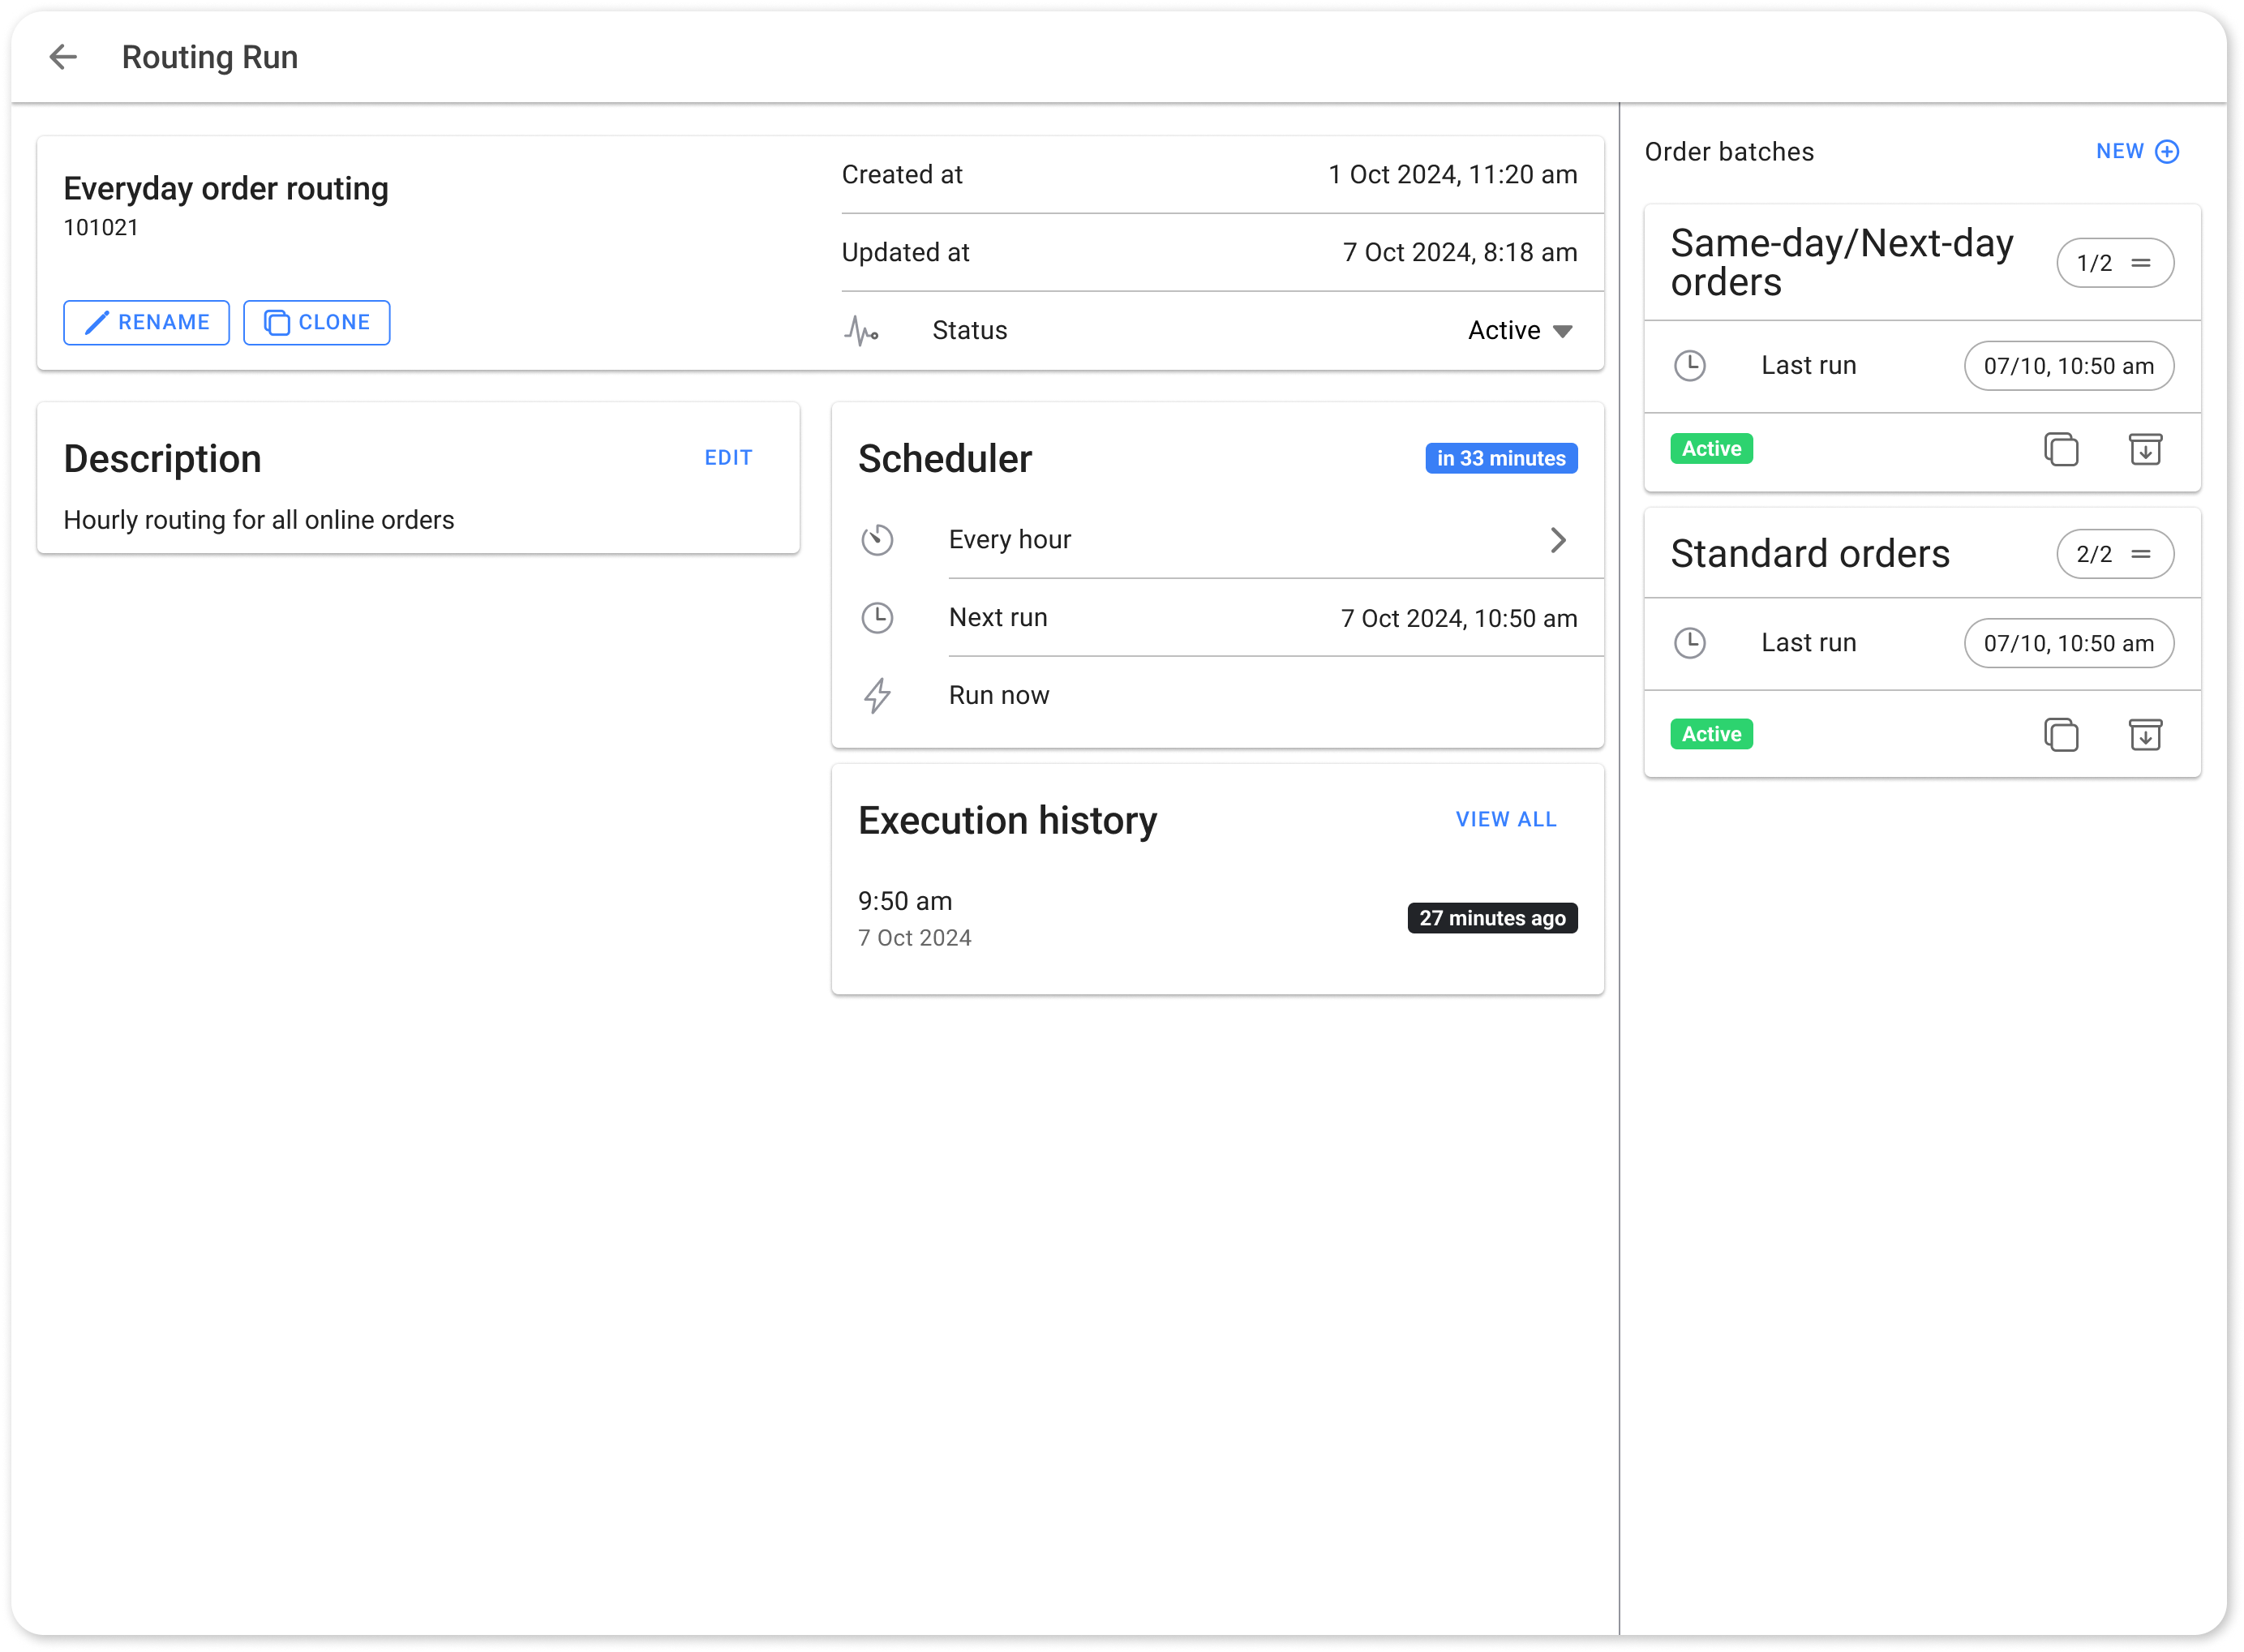 Routing Run
Everyday order routing
101021
RENAME
CLONE
Created at
1 Oct 2024, 11:20 am
Updated at
7 Oct 2024, 8:18 am
Status
Active
Description
EDIT
Hourly routing for all online orders
Scheduler
in 33 minutes
Every hour
Next run
7 Oct 2024, 10:50 am
Run now
Execution history
VIEW ALL
9:50 am
7 Oct 2024
27 minutes ago
Order batches
NEW
Same-day/Next-day
orders
1/2
Last run
07/10, 10:50 am
Active
Standard orders
2/2
Last run
07/10, 10:50 am
Active